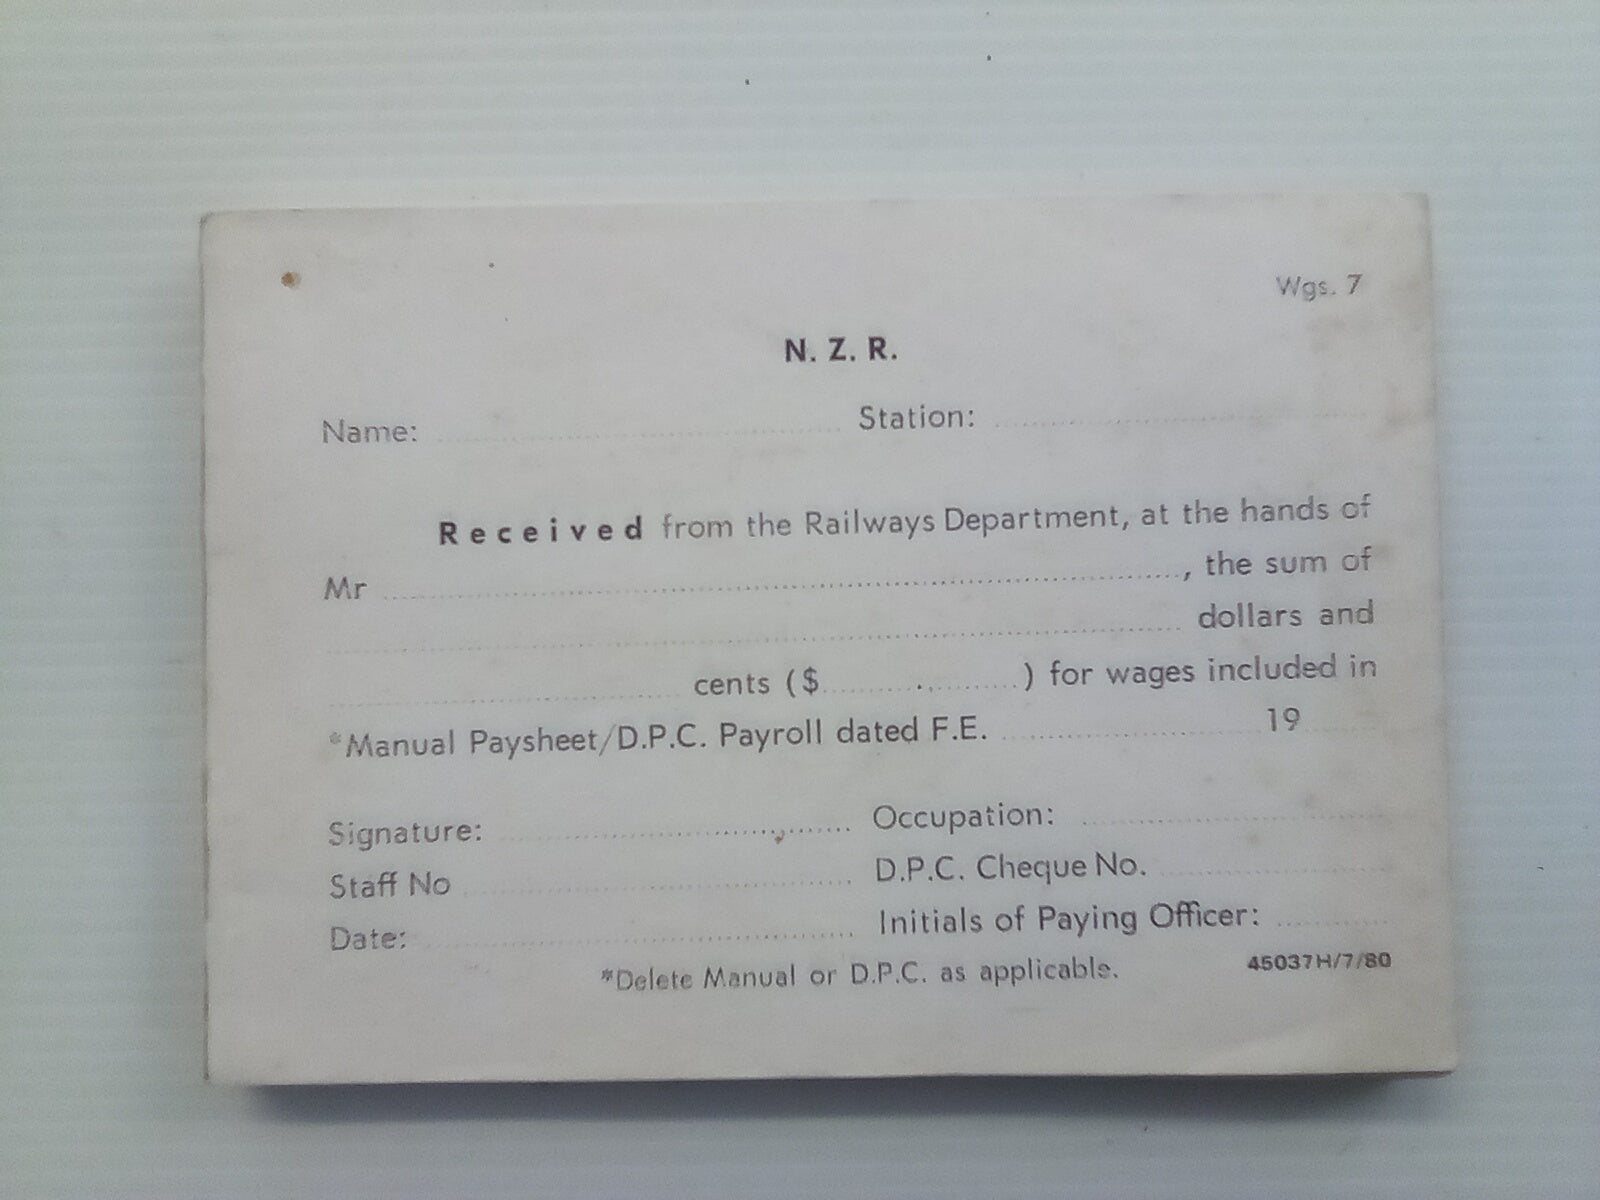 Wgs. 7
N. Z. R.
Name: Station:
Received from the Railways Department, at the hands of
Mr , the sum of
dollars and
cents ($ . ) for wages included in
*Manual Paysheet/D.P.C. Payroll dated F.E. 19
Signature: Occupation:
Staff No D.P.C. Cheque No.
Date: Initials of Paying Officer:
*Delete Manual or D.P.C. as applicable. 45037H/7/80